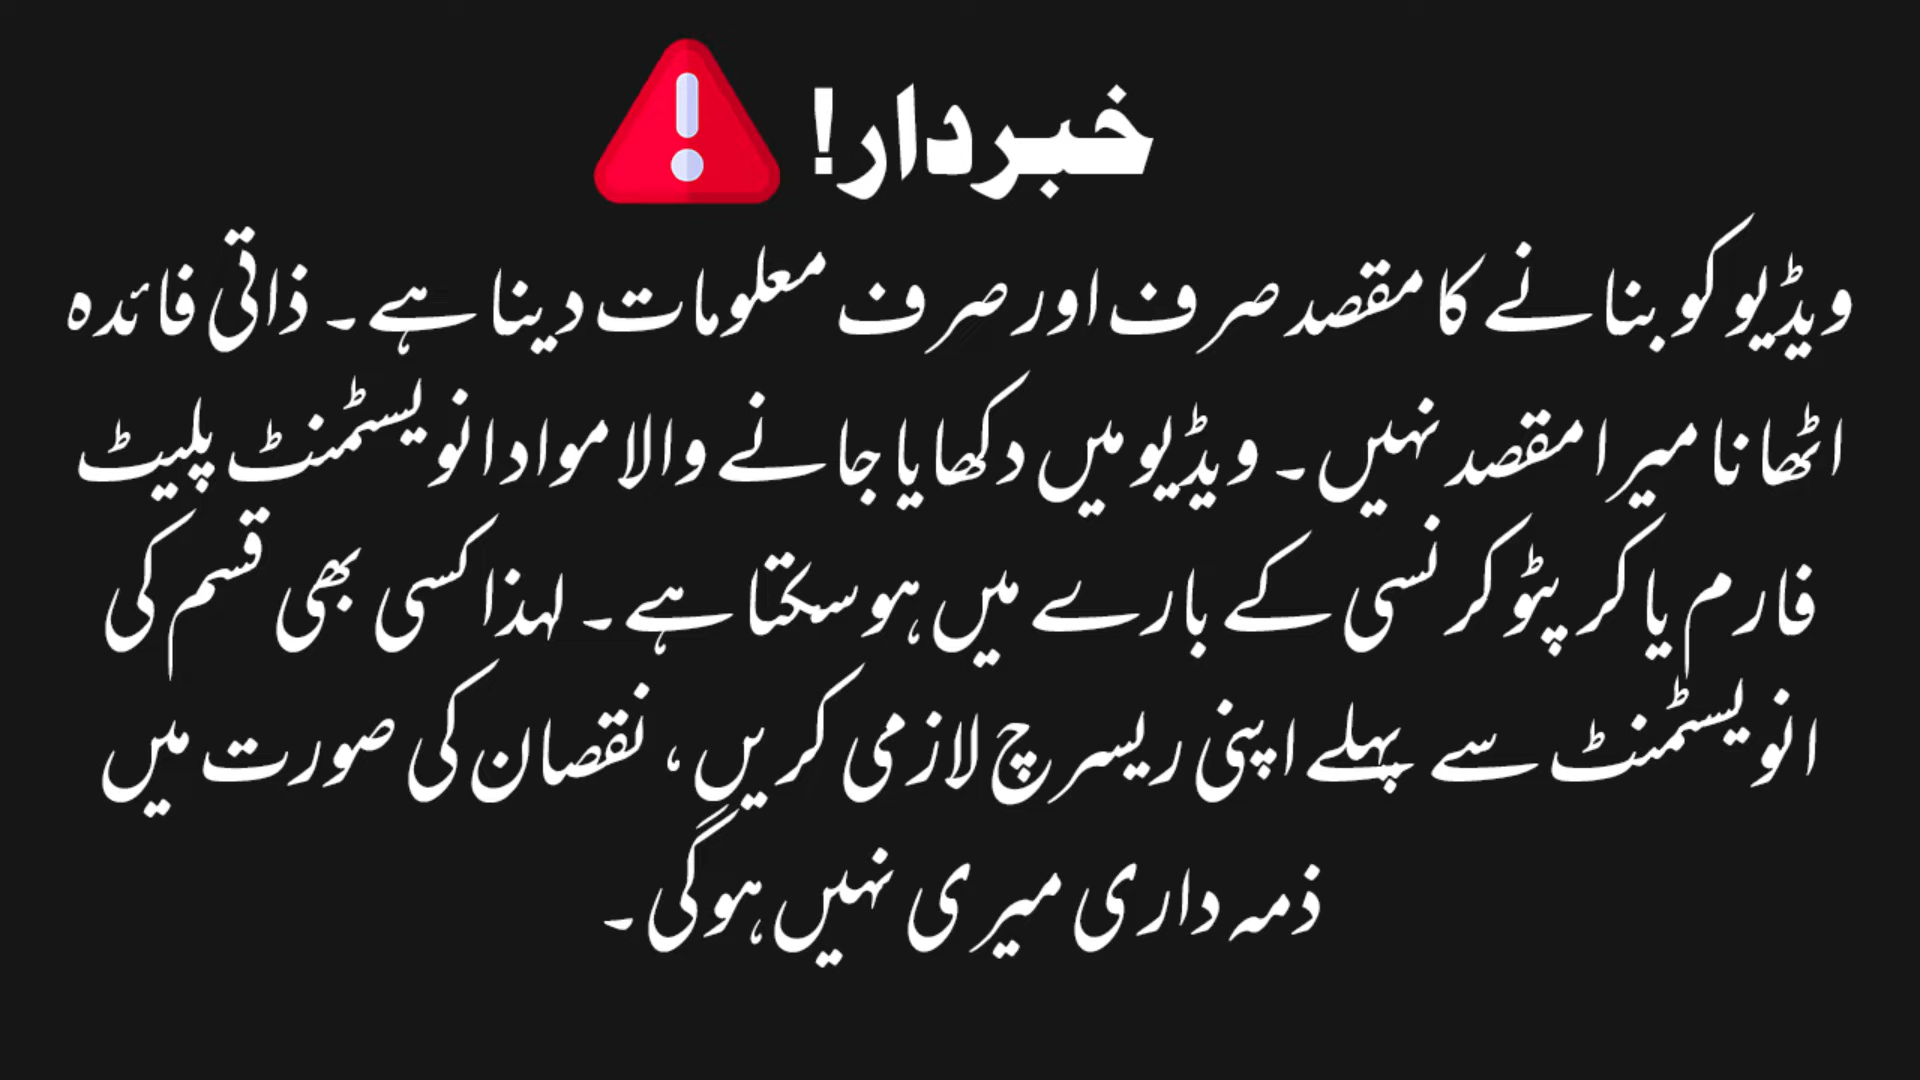 خبردار!
ویڈیو کو بنانے کا مقصد صرف اور صرف معلومات دینا ہے۔ ذاتی فائدہ
اٹھانا میرا مقصد نہیں۔ ویڈیو میں دکھایا جانے والا مواد انویسٹمنٹ پلیٹ
فارم یا کرپٹو کرنسی کے بارے میں ہوسکتا ہے۔ لہذا کسی بھی قسم کی
انویسٹمنٹ سے پہلے اپنی ریسرچ لازمی کریں، نقصان کی صورت میں
ذمہ داری میری نہیں ہوگی۔